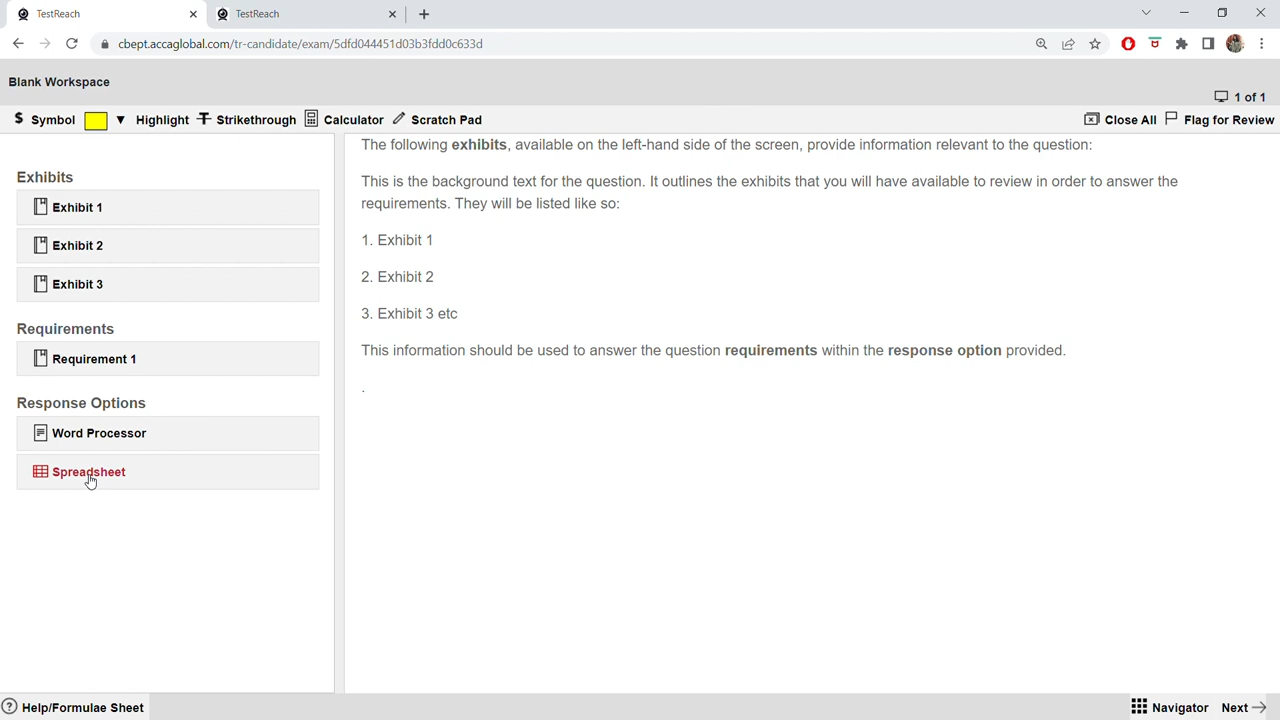 TestReach
TestReach
cbept.accaglobal.com/tr-candidate/exam/5dfd044451d03b3fdd0c633d
Blank Workspace
1 of 1
$ Symbol Highlight Strikethrough Calculator Scratch Pad Close All Flag for Review
The following exhibits, available on the left-hand side of the screen, provide information relevant to the question:
This is the background text for the question. It outlines the exhibits that you will have available to review in order to answer the
requirements. They will be listed like so:
1. Exhibit 1
2. Exhibit 2
3. Exhibit 3 etc
This information should be used to answer the question requirements within the response option provided.
.
Exhibits
Exhibit 1
Exhibit 2
Exhibit 3
Requirements
Requirement 1
Response Options
Word Processor
Spreadsheet
Help/Formulae Sheet
Navigator Next